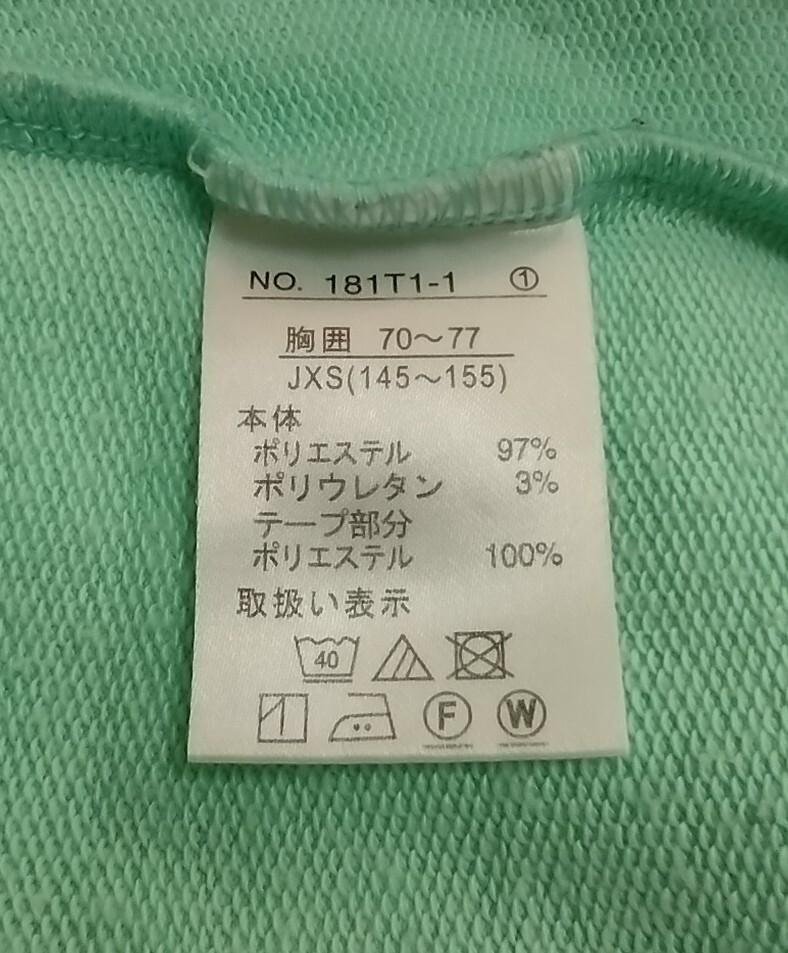 NO. 181T1-1 ①
胸囲 70〜77
JXS(145〜155)
本体
ポリエステル 97%
ポリウレタン 3%
テープ部分
ポリエステル 100%
取扱い表示
40
F W